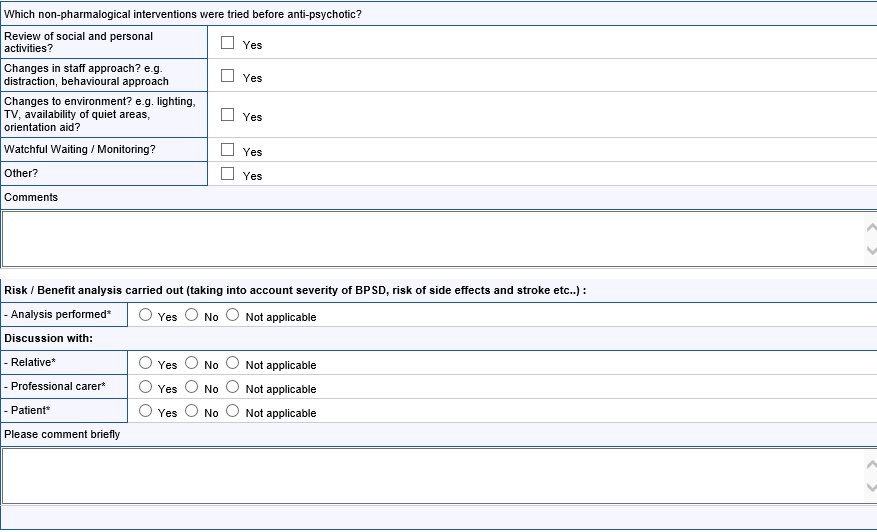 Which non-pharmalogical interventions were tried before anti-psychotic?
Review of social and personal
activities?
Yes
Changes in staff approach? e.g.
distraction, behavioural approach
Yes
Changes to environment? e.g. lighting,
TV, availability of quiet areas,
orientation aid?
Yes
Watchful Waiting / Monitoring?
Yes
Other?
Yes
Comments
Risk / Benefit analysis carried out (taking into account severity of BPSD, risk of side effects and stroke etc..) :
- Analysis performed* Yes No Not applicable
Discussion with:
- Relative* Yes No Not applicable
- Professional carer* Yes No Not applicable
- Patient* Yes No Not applicable
Please comment briefly